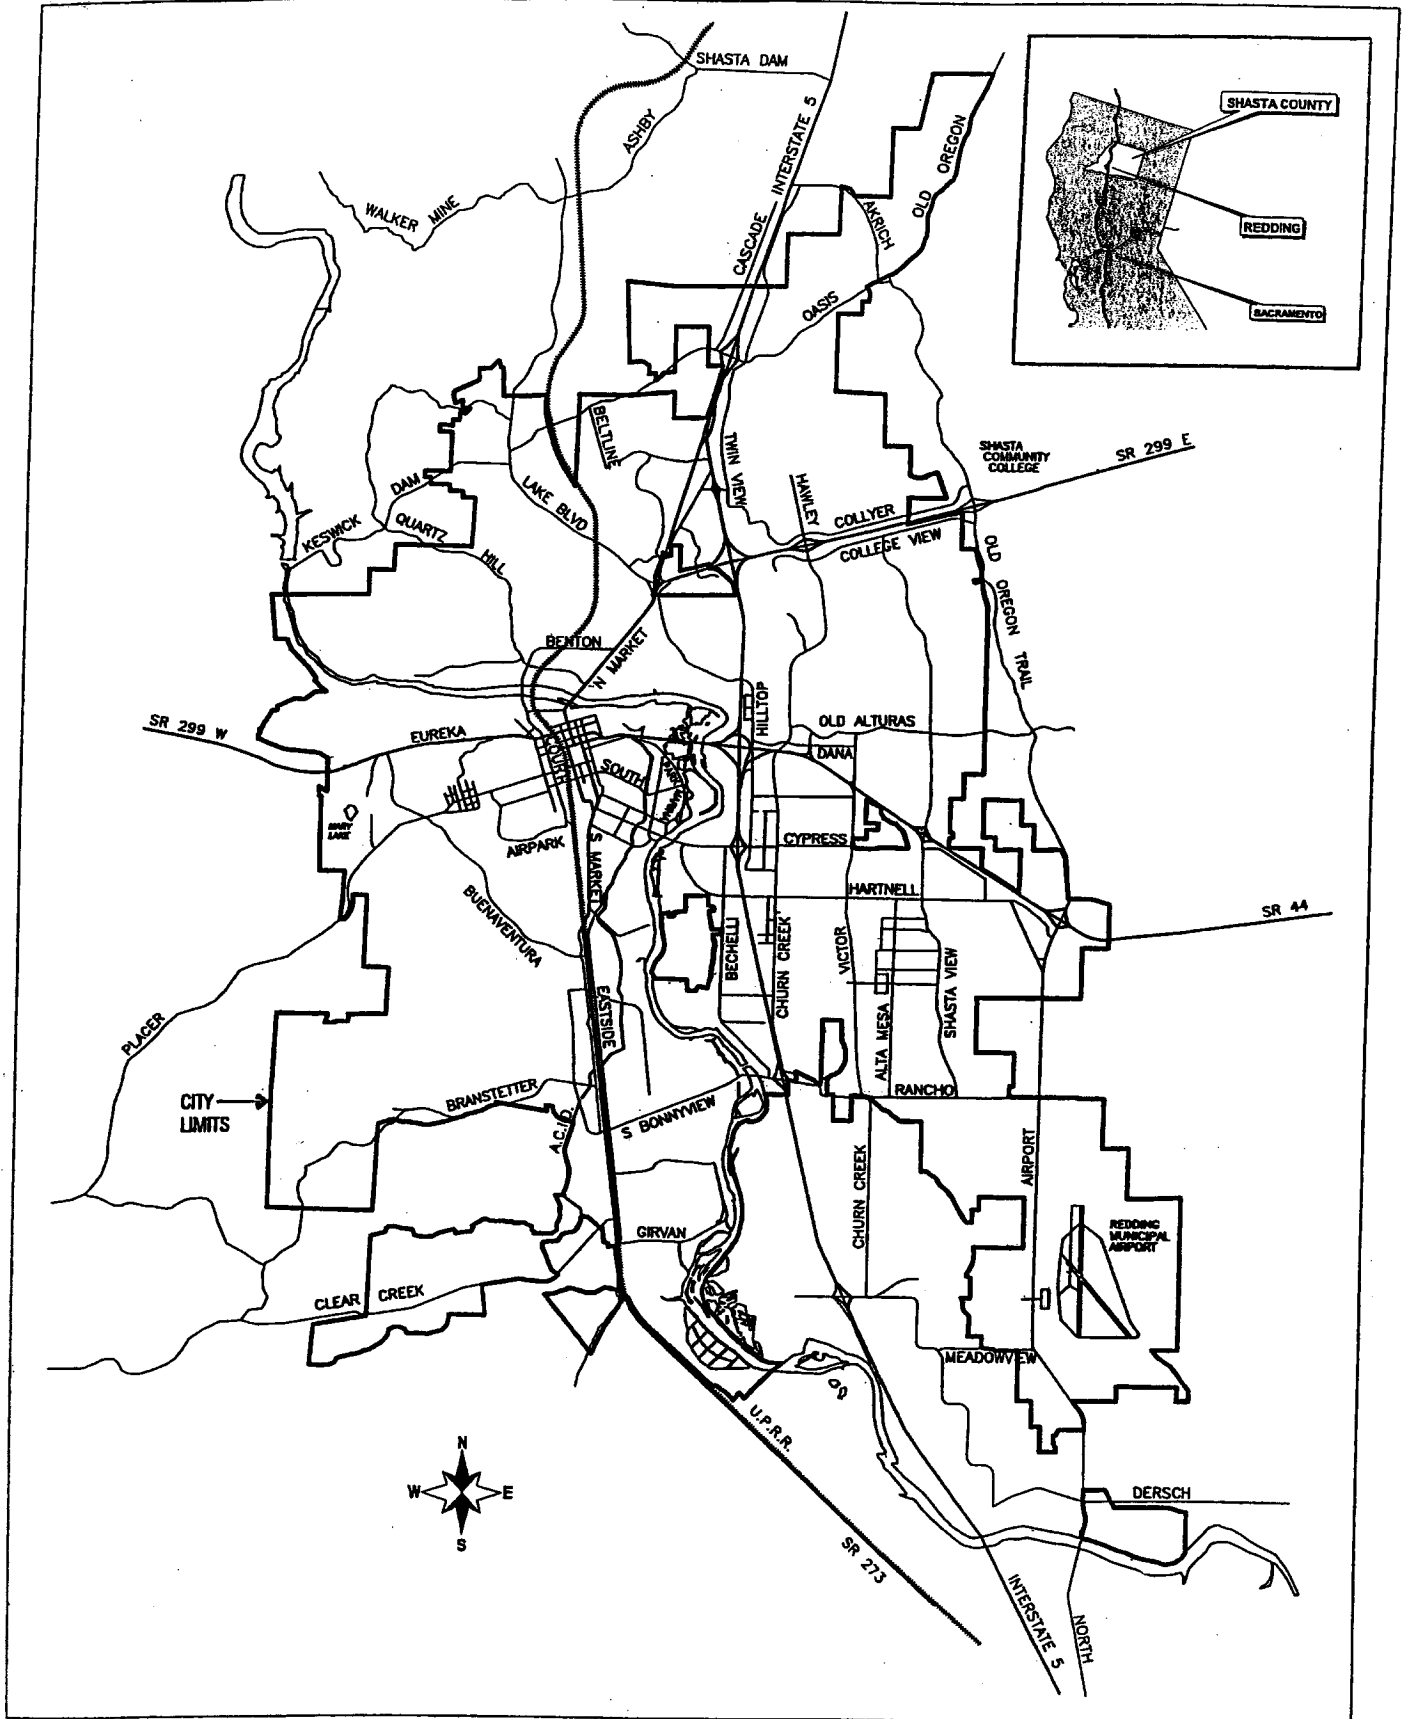 SHASTA DAM
ASHBY
WALKER MINE
INTERSTATE 5
CASCADE
OLD OREGON
AKRICH
OASIS
SHASTA COUNTY
REDDING
SACRAMENTO
BELTLINE
TWIN VIEW
SHASTA
COMMUNITY
COLLEGE
SR 299 E
DAM
LAKE BLVD
HAWLEY
COLLYER
COLLEGE VIEW
KESWICK
QUARTZ
HILL
OLD OREGON TRAIL
BENTON
N MARKET
HILLTOP
SR 299 W
EUREKA
OLD ALTURAS
DANA
COURT
SOUTH
PARK
MARY
LAKE
AIRPARK
S MARKET
CYPRESS
HARTNELL
BUENAVENTURA
SR 44
BECHELLI
CHURN CREEK
VICTOR
ALTA MESA
SHASTA VIEW
EASTSIDE
PLACER
CITY
LIMITS
BRANSTETTER
A.C.I.D.
S BONNYVIEW
RANCHO
CHURN CREEK
AIRPORT
REDDING
MUNICIPAL
AIRPORT
GIRVAN
CLEAR CREEK
MEADOWVIEW
U.P.R.R.
N
W
E
S
DERSCH
SR 273
INTERSTATE 5
NORTH